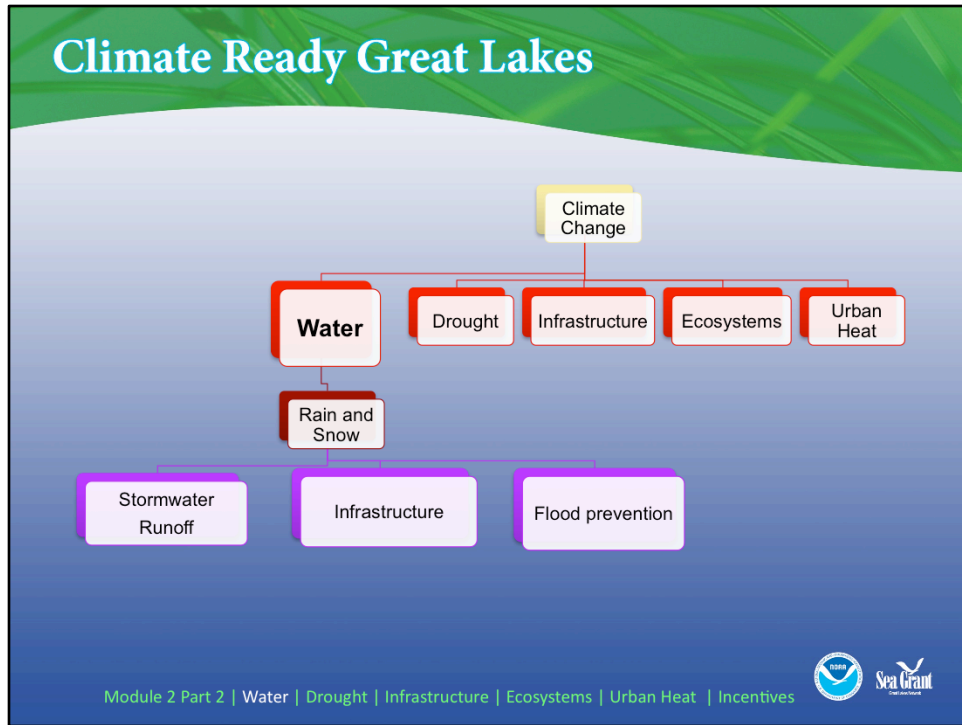 Climate Ready Great Lakes
Climate
Change
Water
Drought
Infrastructure
Ecosystems
Urban
Heat
Rain and
Snow
Stormwater
Runoff
Infrastructure
Flood prevention
Module 2 Part 2 | Water | Drought | Infrastructure | Ecosystems | Urban Heat | Incentives
NOAA
Sea Grant